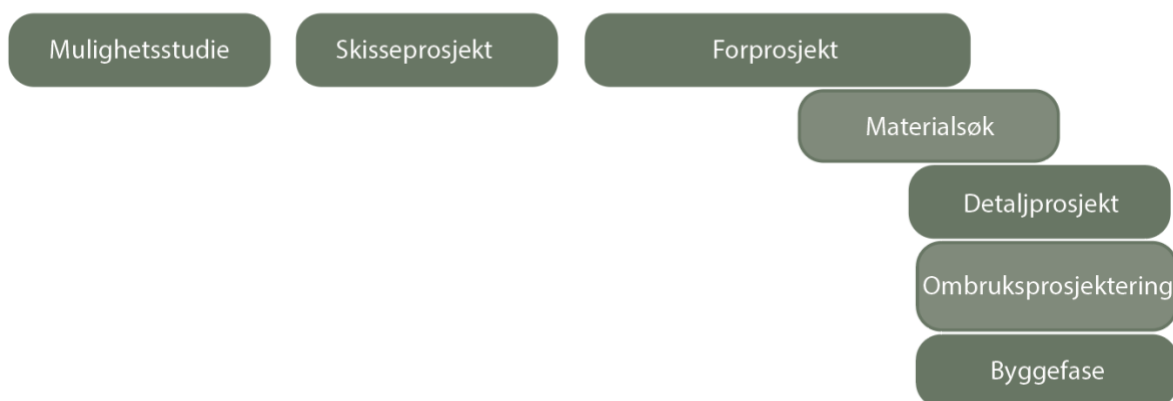 Mulighetsstudie
Skisseprosjekt
Forprosjekt
Materialsøk
Detaljprosjekt
Ombruksprosjektering
Byggefase